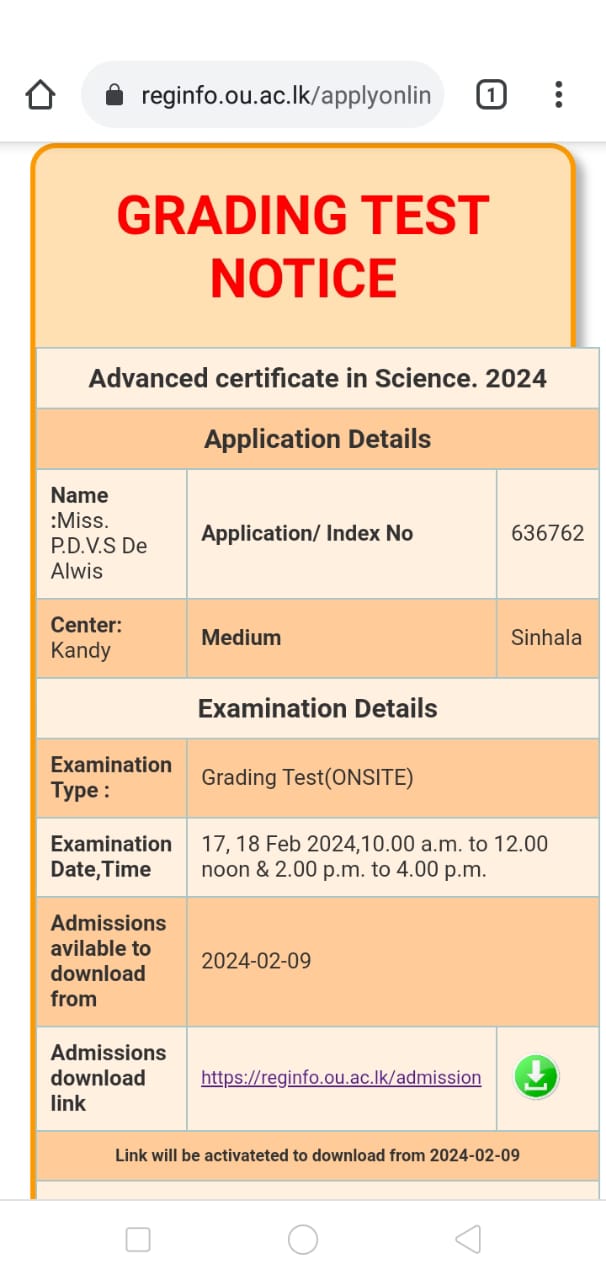 reginfo.ou.ac.lk/applyonlin
1
GRADING TEST
NOTICE
Advanced certificate in Science. 2024
Application Details
Name
:Miss.
P.D.V.S De
Alwis
Application/ Index No
636762
Center:
Kandy
Medium
Sinhala
Examination Details
Examination
Type :
Grading Test(ONSITE)
Examination
Date,Time
17, 18 Feb 2024,10.00 a.m. to 12.00
noon & 2.00 p.m. to 4.00 p.m.
Admissions
avilable to
download
from
2024-02-09
Admissions
download
link
https://reginfo.ou.ac.lk/admission
Link will be activateted to download from 2024-02-09